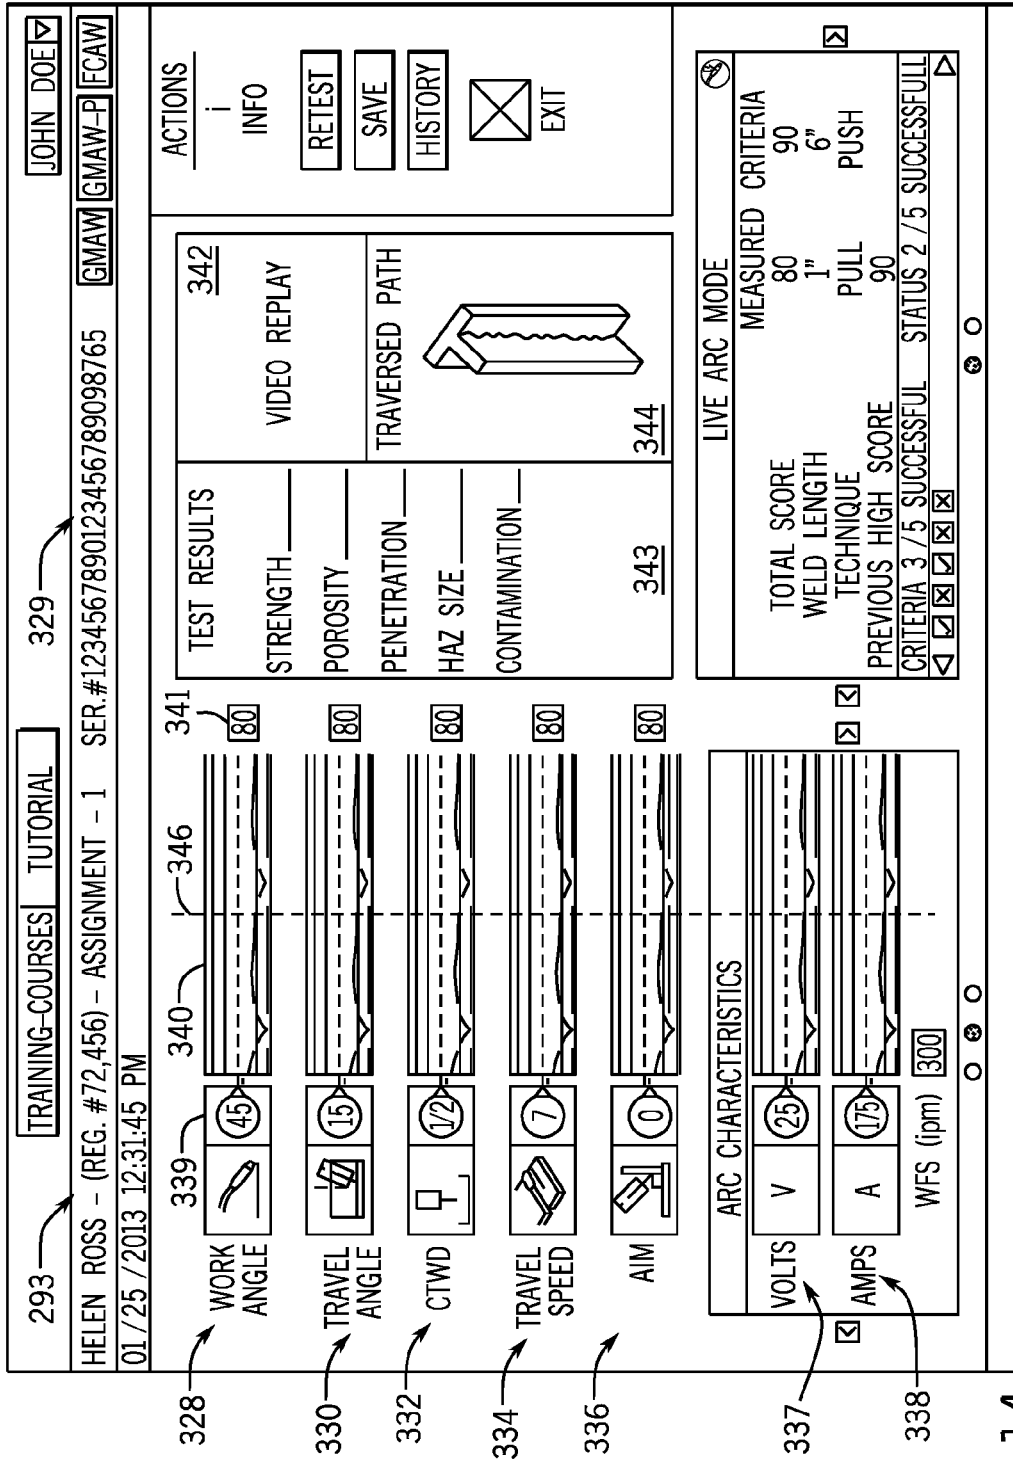 293
329
TRAINING-COURSES TUTORIAL
JOHN DOE
HELEN ROSS - (REG. #72,456) - ASSIGNMENT - 1 SER.#1234567890123456789098765
GMAW GMAW-P FCAW
01/25/2013 12:31:45 PM
328
WORK ANGLE
339
45
340
346
341
80
330
TRAVEL ANGLE
15
80
332
CTWD
1/2
80
334
TRAVEL SPEED
7
80
336
AIM
0
80
TEST RESULTS
STRENGTH
POROSITY
PENETRATION
HAZ SIZE
CONTAMINATION
343
342
VIDEO REPLAY
TRAVERSED PATH
344
ACTIONS
i
INFO
RETEST
SAVE
HISTORY
EXIT
ARC CHARACTERISTICS
337
VOLTS V 25
338
AMPS A 175
WFS (ipm) 300
LIVE ARC MODE
MEASURED CRITERIA
TOTAL SCORE 80 90
WELD LENGTH 1" 6"
TECHNIQUE PULL PUSH
PREVIOUS HIGH SCORE 90
CRITERIA 3 /5 SUCCESSFUL STATUS 2 /5 SUCCESSFULL